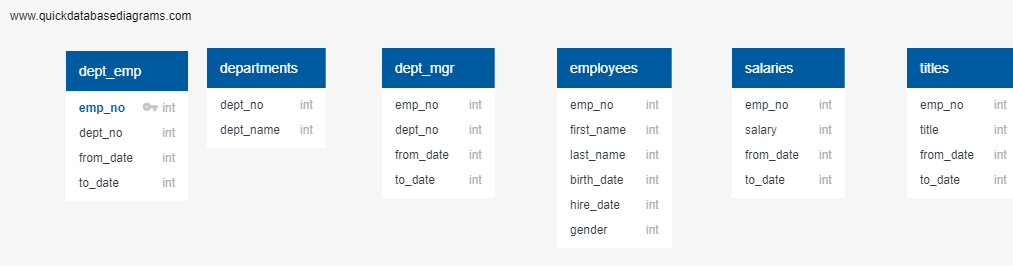 www.quickdatabasediagrams.com
dept_emp
emp_no int
dept_no int
from_date int
to_date int
departments
dept_no int
dept_name int
dept_mgr
emp_no int
dept_no int
from_date int
to_date int
employees
emp_no int
first_name int
last_name int
birth_date int
hire_date int
gender int
salaries
emp_no int
salary int
from_date int
to_date int
titles
emp_no int
title int
from_date int
to_date int